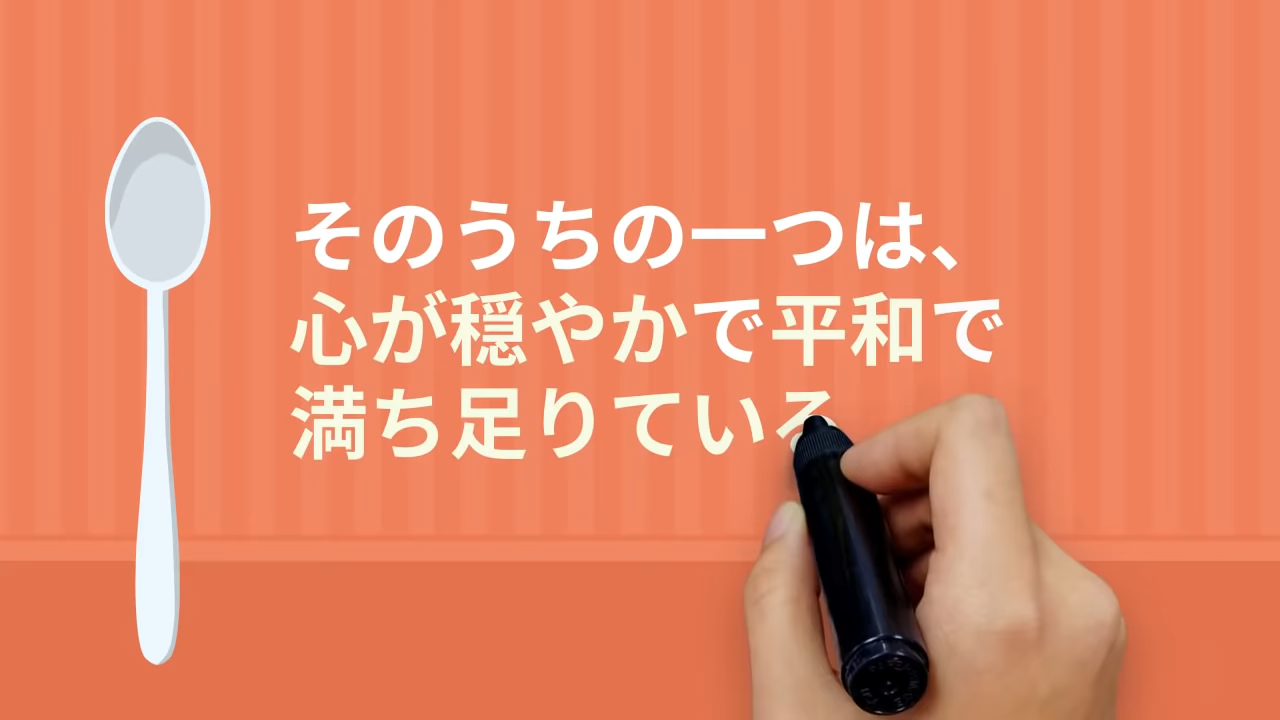 そのうちの一つは、
心が穏やかで平和で
満ち足りている